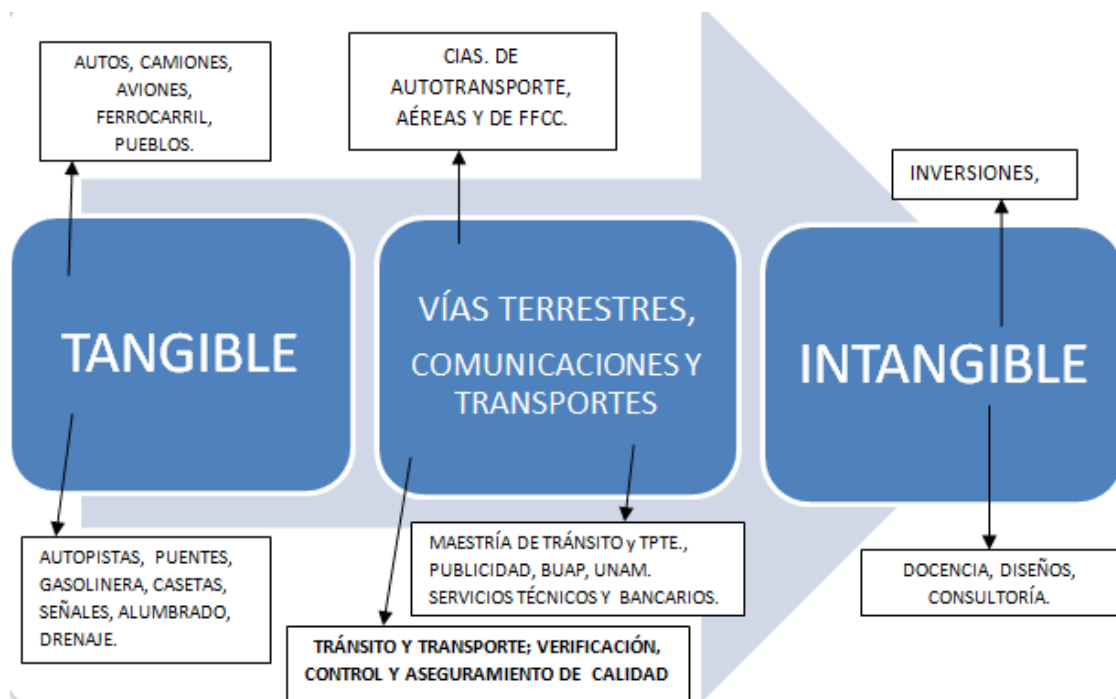 AUTOS, CAMIONES,
AVIONES,
FERROCARRIL,
PUEBLOS.
CIAS. DE
AUTOTRANSPORTE,
AÉREAS Y DE FFCC.
INVERSIONES,
TANGIBLE
VÍAS TERRESTRES,
COMUNICACIONES Y
TRANSPORTES
INTANGIBLE
AUTOPISTAS, PUENTES,
GASOLINERA, CASETAS,
SEÑALES, ALUMBRADO,
DRENAJE.
MAESTRÍA DE TRÁNSITO y TPTE.,
PUBLICIDAD, BUAP, UNAM.
SERVICIOS TÉCNICOS Y BANCARIOS.
TRÁNSITO Y TRANSPORTE; VERIFICACIÓN,
CONTROL Y ASEGURAMIENTO DE CALIDAD
DOCENCIA, DISEÑOS,
CONSULTORÍA.